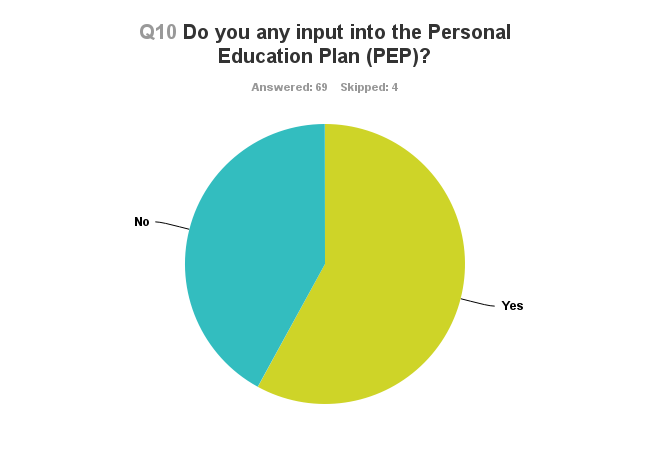 Q10 Do you any input into the Personal
Education Plan (PEP)?
Answered: 69 Skipped: 4
No
Yes